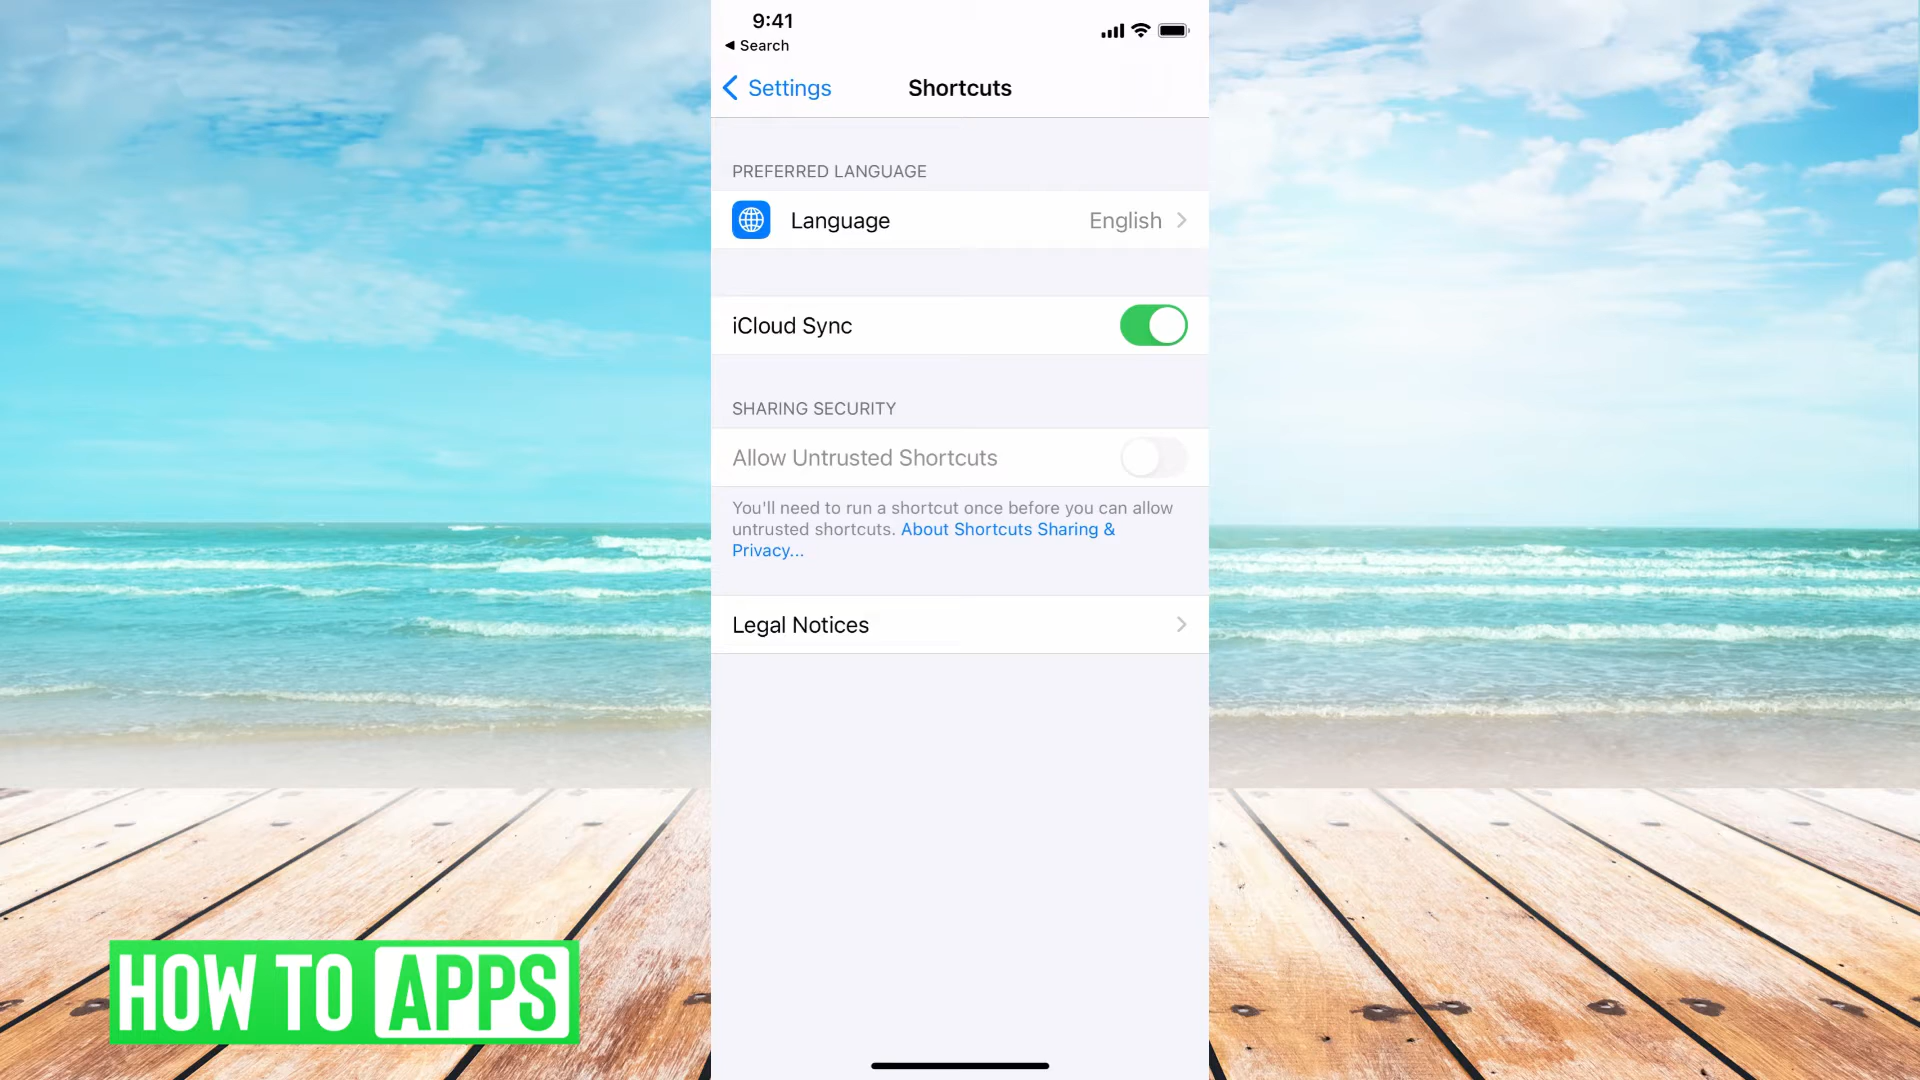 9:41
◀ Search
Settings
Shortcuts
PREFERRED LANGUAGE
Language
English
iCloud Sync
SHARING SECURITY
Allow Untrusted Shortcuts
You'll need to run a shortcut once before you can allow
untrusted shortcuts. About Shortcuts Sharing &
Privacy...
Legal Notices
HOW TO APPS